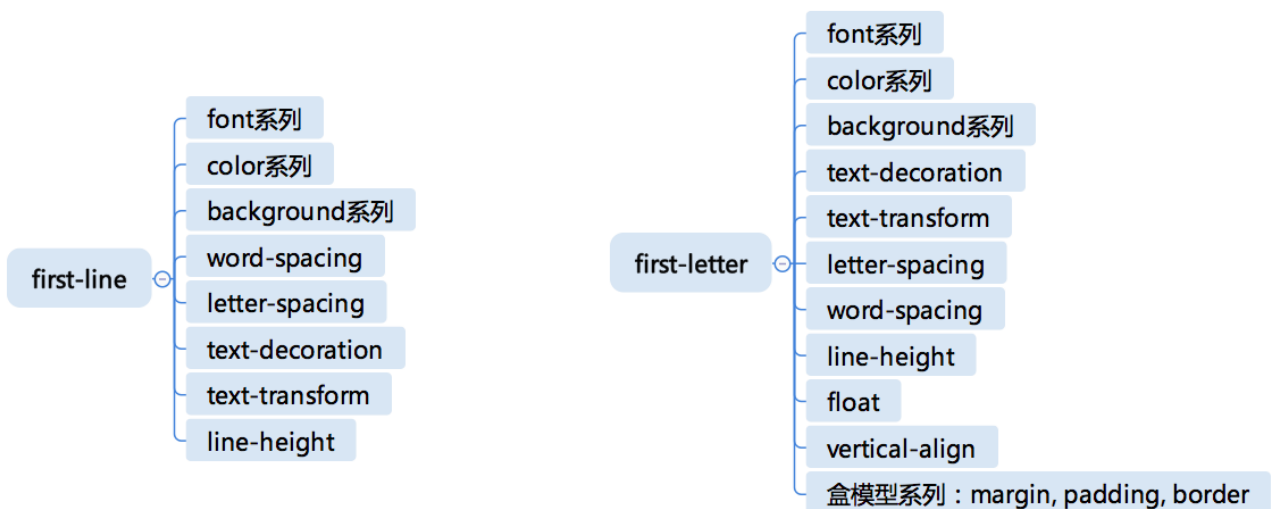 first-line
font系列
color系列
background系列
word-spacing
letter-spacing
text-decoration
text-transform
line-height
first-letter
font系列
color系列
background系列
text-decoration
text-transform
letter-spacing
word-spacing
line-height
float
vertical-align
盒模型系列：margin, padding, border